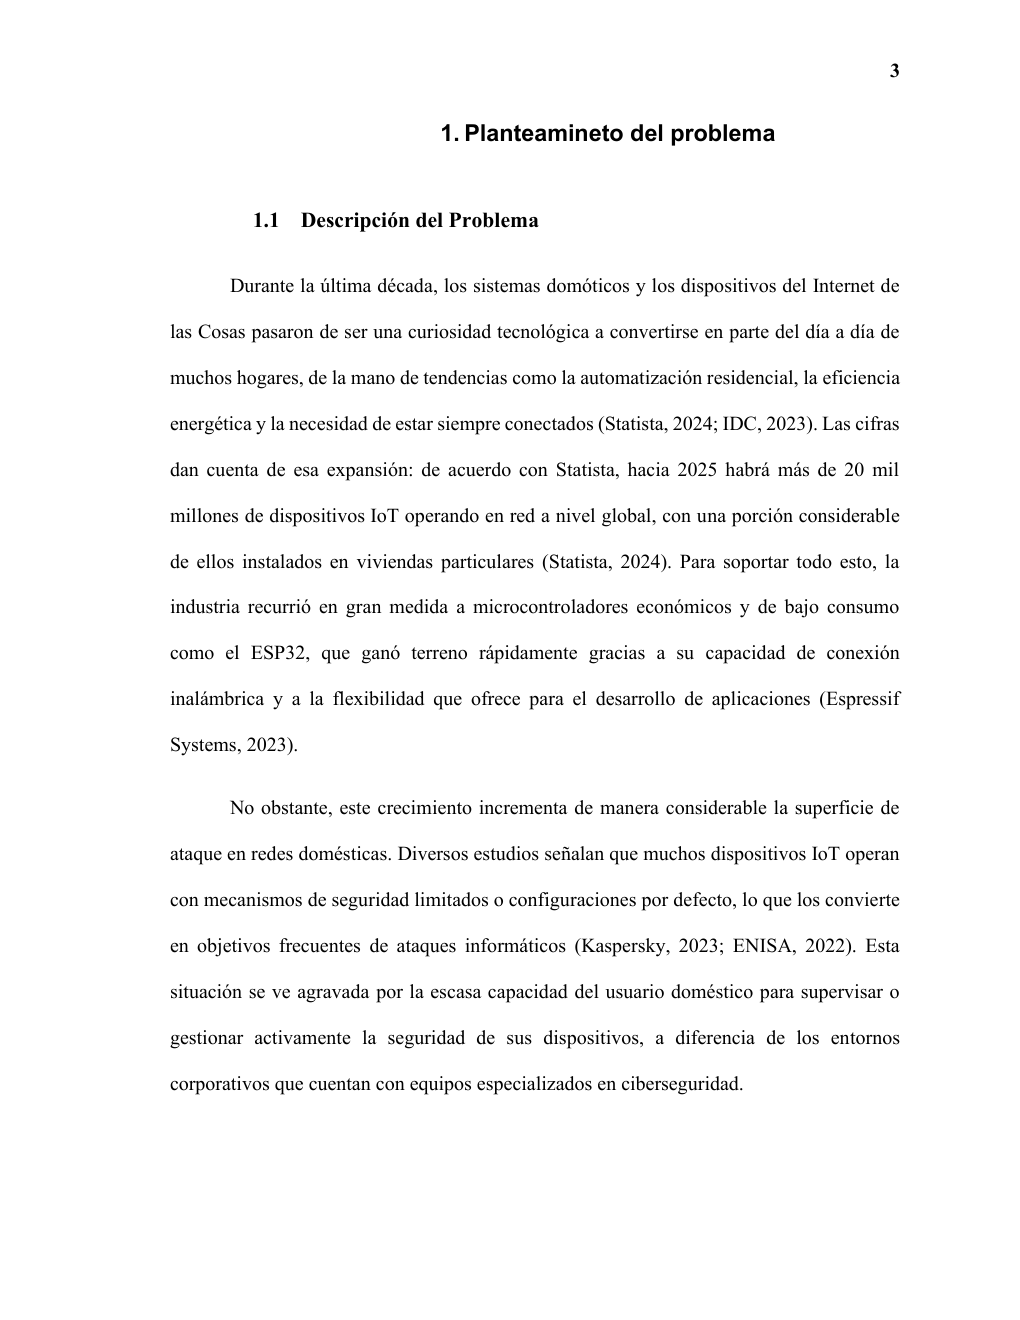 3
1. Planteamineto del problema
1.1 Descripción del Problema
Durante la última década, los sistemas domóticos y los dispositivos del Internet de
las Cosas pasaron de ser una curiosidad tecnológica a convertirse en parte del día a día de
muchos hogares, de la mano de tendencias como la automatización residencial, la eficiencia
energética y la necesidad de estar siempre conectados (Statista, 2024; IDC, 2023). Las cifras
dan cuenta de esa expansión: de acuerdo con Statista, hacia 2025 habrá más de 20 mil
millones de dispositivos IoT operando en red a nivel global, con una porción considerable
de ellos instalados en viviendas particulares (Statista, 2024). Para soportar todo esto, la
industria recurrió en gran medida a microcontroladores económicos y de bajo consumo
como el ESP32, que ganó terreno rápidamente gracias a su capacidad de conexión
inalámbrica y a la flexibilidad que ofrece para el desarrollo de aplicaciones (Espressif
Systems, 2023).
No obstante, este crecimiento incrementa de manera considerable la superficie de
ataque en redes domésticas. Diversos estudios señalan que muchos dispositivos IoT operan
con mecanismos de seguridad limitados o configuraciones por defecto, lo que los convierte
en objetivos frecuentes de ataques informáticos (Kaspersky, 2023; ENISA, 2022). Esta
situación se ve agravada por la escasa capacidad del usuario doméstico para supervisar o
gestionar activamente la seguridad de sus dispositivos, a diferencia de los entornos
corporativos que cuentan con equipos especializados en ciberseguridad.